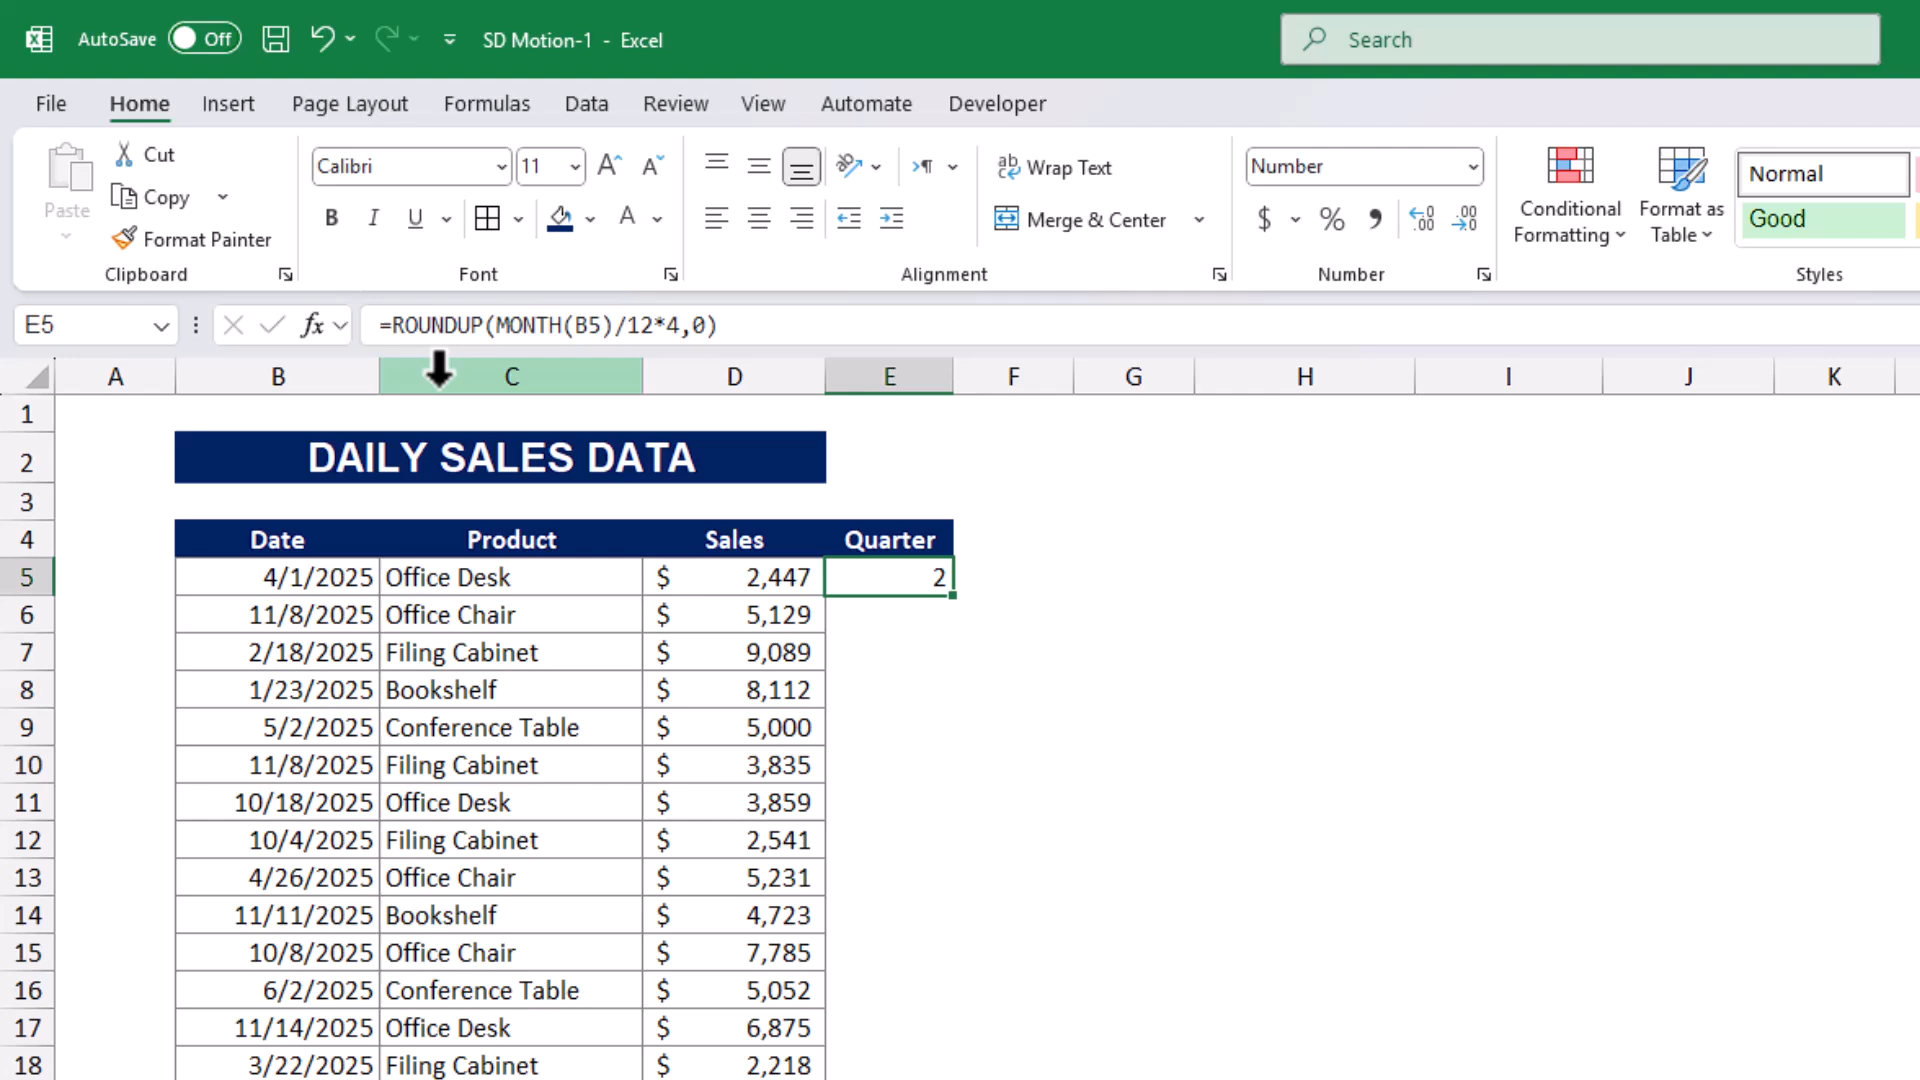 AutoSave Off SD Motion-1 - Excel Search
File Home Insert Page Layout Formulas Data Review View Automate Developer
Paste Cut Copy Format Painter Clipboard
Calibri 11 B I U A Font
Wrap Text Merge & Center Alignment
Number $ % Number
Conditional Formatting Format as Table Normal Good Styles
E5 fx =ROUNDUP(MONTH(B5)/12*4,0)
A B C D E F G H I J K
1
2 DAILY SALES DATA
3
4 Date Product Sales Quarter
5 4/1/2025 Office Desk $ 2,447 2
6 11/8/2025 Office Chair $ 5,129
7 2/18/2025 Filing Cabinet $ 9,089
8 1/23/2025 Bookshelf $ 8,112
9 5/2/2025 Conference Table $ 5,000
10 11/8/2025 Filing Cabinet $ 3,835
11 10/18/2025 Office Desk $ 3,859
12 10/4/2025 Filing Cabinet $ 2,541
13 4/26/2025 Office Chair $ 5,231
14 11/11/2025 Bookshelf $ 4,723
15 10/8/2025 Office Chair $ 7,785
16 6/2/2025 Conference Table $ 5,052
17 11/14/2025 Office Desk $ 6,875
18 3/22/2025 Filing Cabinet $ 2,218